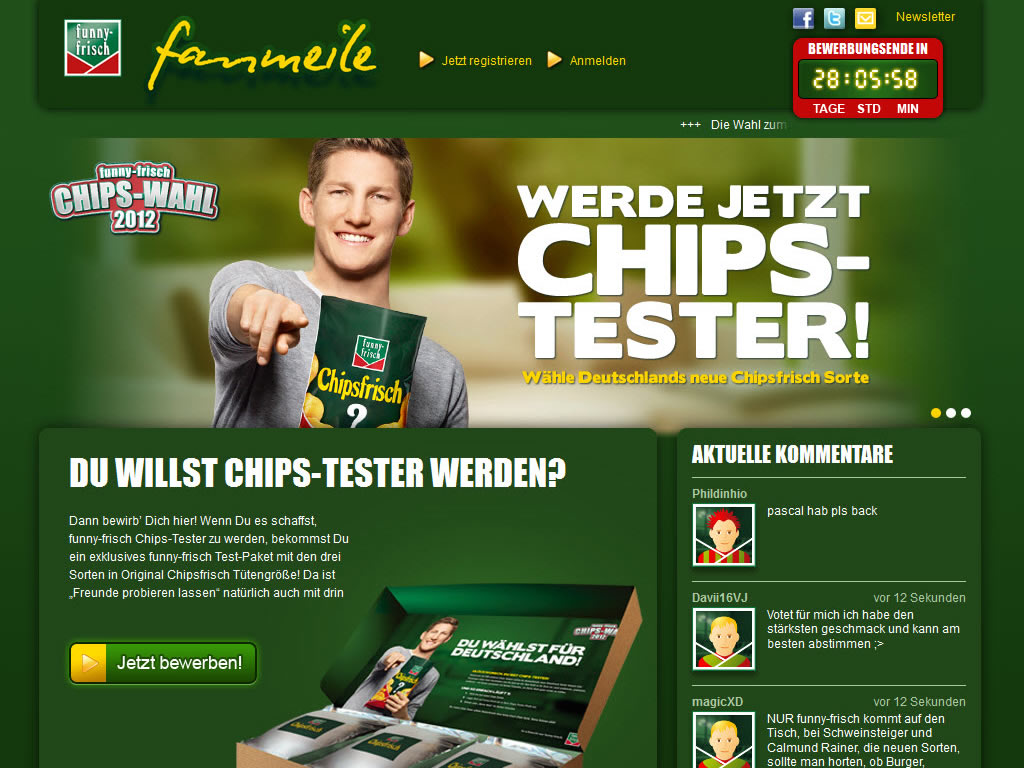 funny-
frisch
fanmeile
Jetzt registrieren
Anmelden
Newsletter
BEWERBUNGSENDE IN
28:05:58
TAGE STD MIN
+++ Die Wahl zum
funny-frisch
CHIPS-WAHL
2012
WERDE JETZT
CHIPS-
TESTER!
Wähle Deutschlands neue Chipsfrisch Sorte
funny-
frisch
Chipsfrisch
?
DU WILLST CHIPS-TESTER WERDEN?
Dann bewirb' Dich hier! Wenn Du es schaffst,
funny-frisch Chips-Tester zu werden, bekommst Du
ein exklusives funny-frisch Test-Paket mit den drei
Sorten in Original Chipsfrisch Tütengröße! Da ist
„Freunde probieren lassen“ natürlich auch mit drin
Jetzt bewerben!
CHIPS-WA
2012
DU WÄHLST FÜR
DEUTSCHLAND!
Chipsfrisch
Chipsfrisch
Chipsfrisch
AKTUELLE KOMMENTARE
Phildinhio
pascal hab pls back
Davii16VJ vor 12 Sekunden
Votet für mich ich habe den
stärksten geschmack und kann am
besten abstimmen ;>
magicXD vor 12 Sekunden
NUR funny-frisch kommt auf den
Tisch, bei Schweinsteiger und
Calmund Rainer, die neuen Sorten,
sollte man horten, ob Burger,